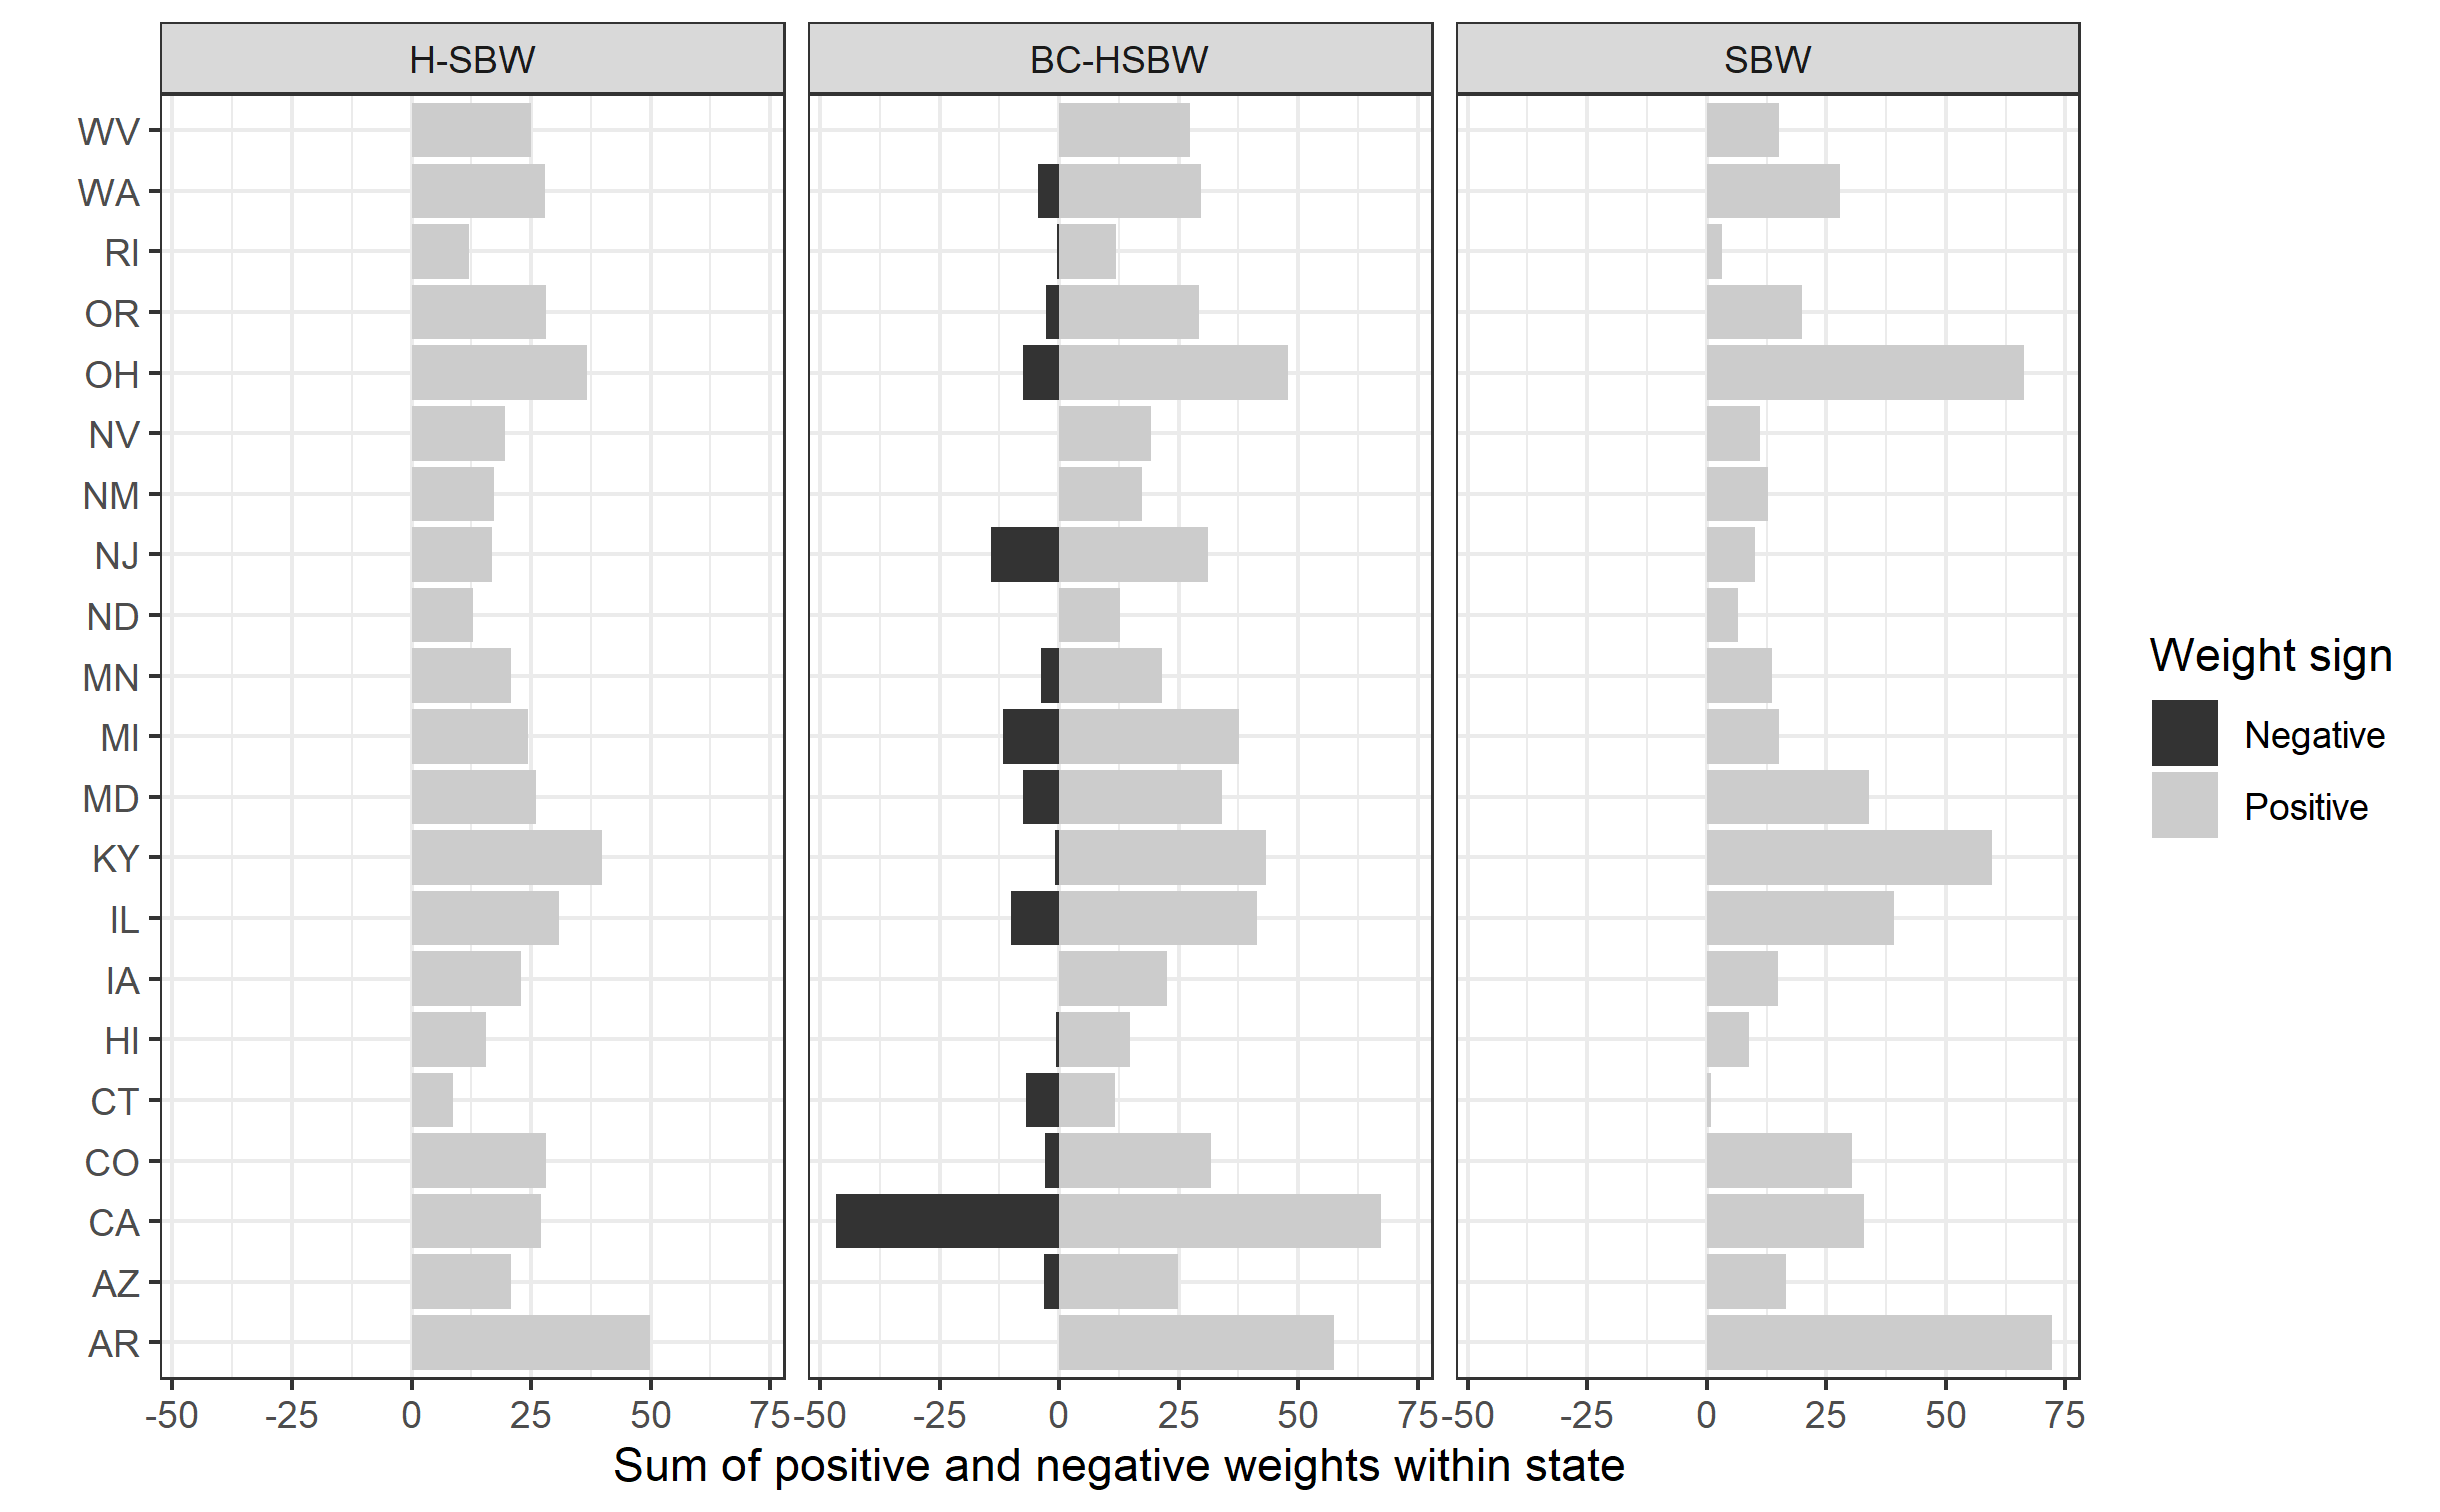 H-SBW BC-HSBW SBW
WV
WA
RI
OR
OH
NV
NM
NJ
ND
MN
MI
MD
KY
IL
IA
HI
CT
CO
CA
AZ
AR
-50 -25 0 25 50 75 -50 -25 0 25 50 75 -50 -25 0 25 50 75
Sum of positive and negative weights within state
Weight sign
Negative
Positive